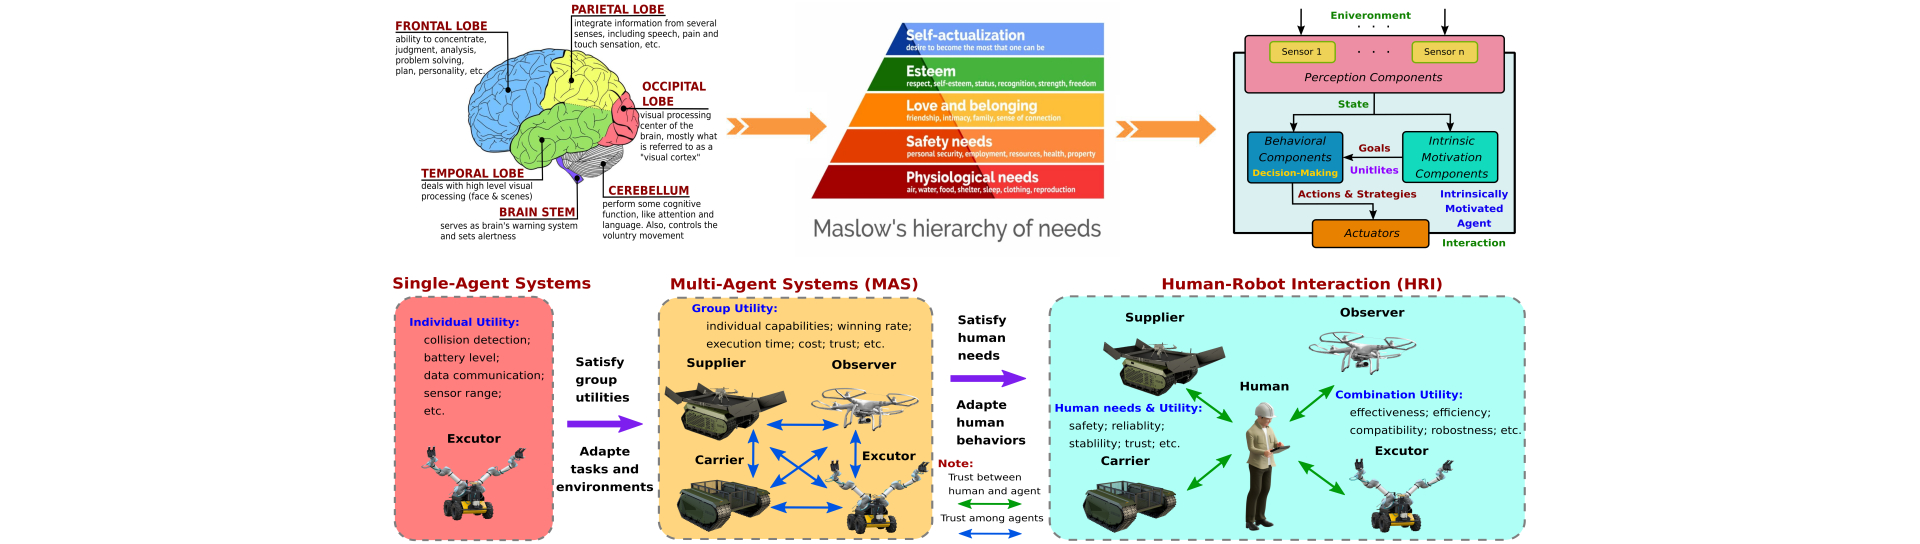 FRONTAL LOBE
ability to concentrate,
judgment, analysis,
problem solving,
plan, personality, etc.
PARIETAL LOBE
integrate information from several
senses, including speech, pain and
touch sensation, etc.
OCCIPITAL
LOBE
visual processing
center of the
brain, mostly what
is referred to as a
"visual cortex"
TEMPORAL LOBE
deals with high level visual
processing (face & scenes)
BRAIN STEM
serves as brain's warning system
and sets alertness
CEREBELLUM
perform some cognitive
function, like attention and
language. Also, controls the
voluntry movement
Self-actualization
desire to become the most that one can be
Esteem
respect, self-esteem, status, recognition, strength, freedom
Love and belonging
friendship, intimacy, family, sense of connection
Safety needs
personal security, employment, resources, health, property
Physiological needs
air, water, food, shelter, sleep, clothing, reproduction
Maslow's hierarchy of needs
Eniveronment
. . .
Sensor 1
. . .
Sensor n
Perception Components
State
Behavioral
Components
Decision-Making
Goals
Unitlites
Intrinsic
Motivation
Components
Actions & Strategies
Intrinsically
Motivated
Agent
Actuators
Interaction
Single-Agent Systems
Individual Utility:
collision detection;
battery level;
data communication;
sensor range;
etc.
Excutor
Satisfy
group
utilities
Adapte
tasks and
environments
Multi-Agent Systems (MAS)
Group Utility:
individual capabilities; winning rate;
execution time; cost; trust; etc.
Supplier
Observer
Carrier
Excutor
Satisfy
human
needs
Adapte
human
behaviors
Note:
Trust between
human and agent
Trust among agents
Human-Robot Interaction (HRI)
Supplier
Observer
Human
Human needs & Utility:
safety; reliablity;
stablility; trust; etc.
Combination Utility:
effectiveness; efficiency;
compatibility; robostness; etc.
Carrier
Excutor